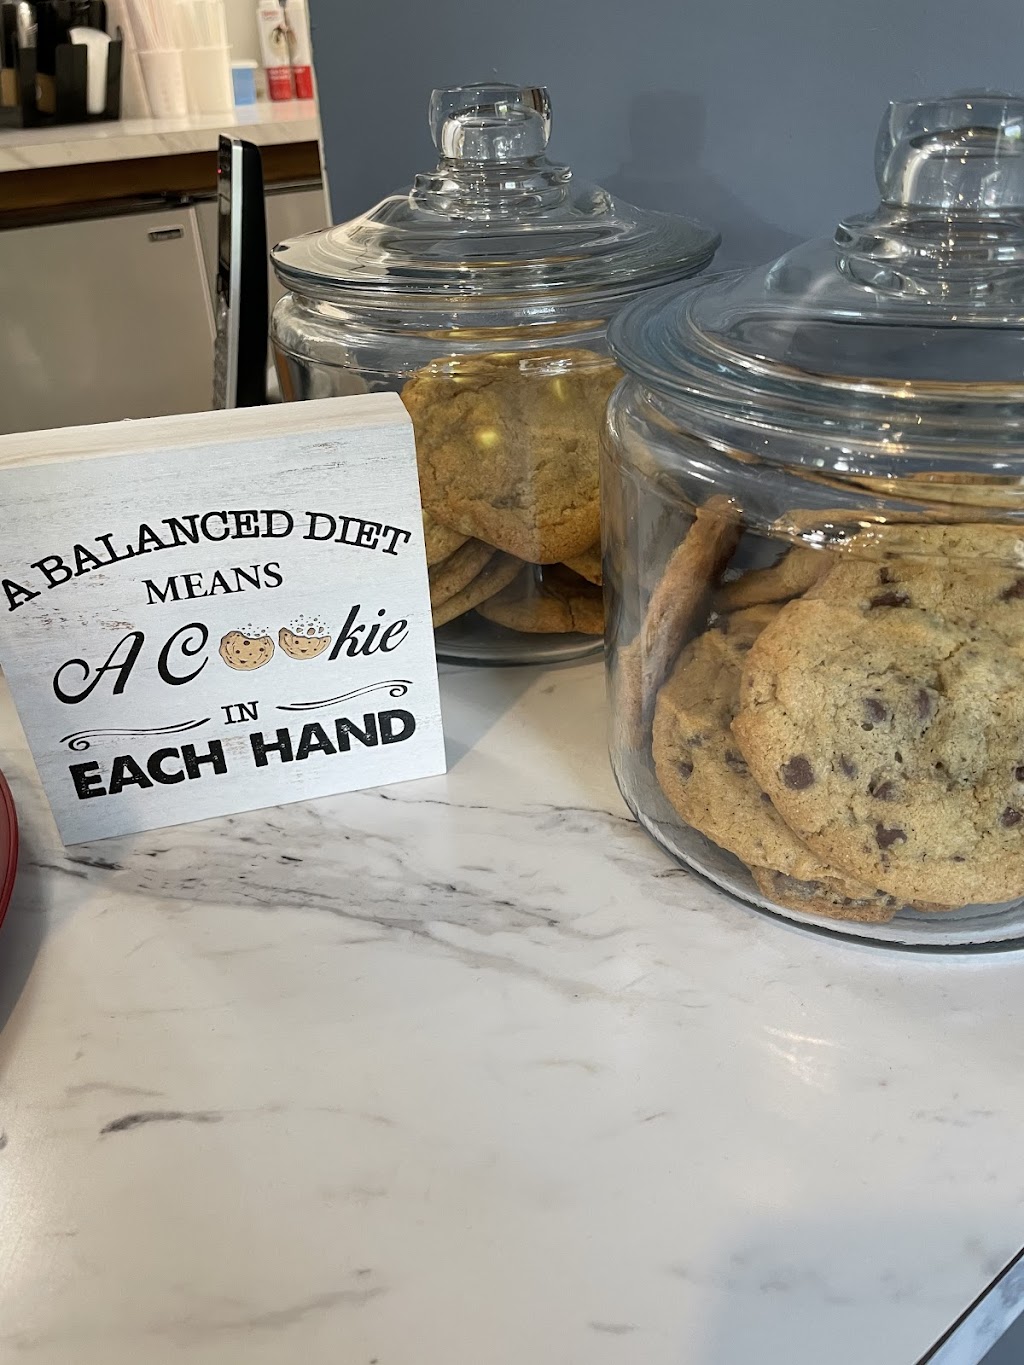 A BALANCED DIET
MEANS
A Cookie
IN
EACH HAND